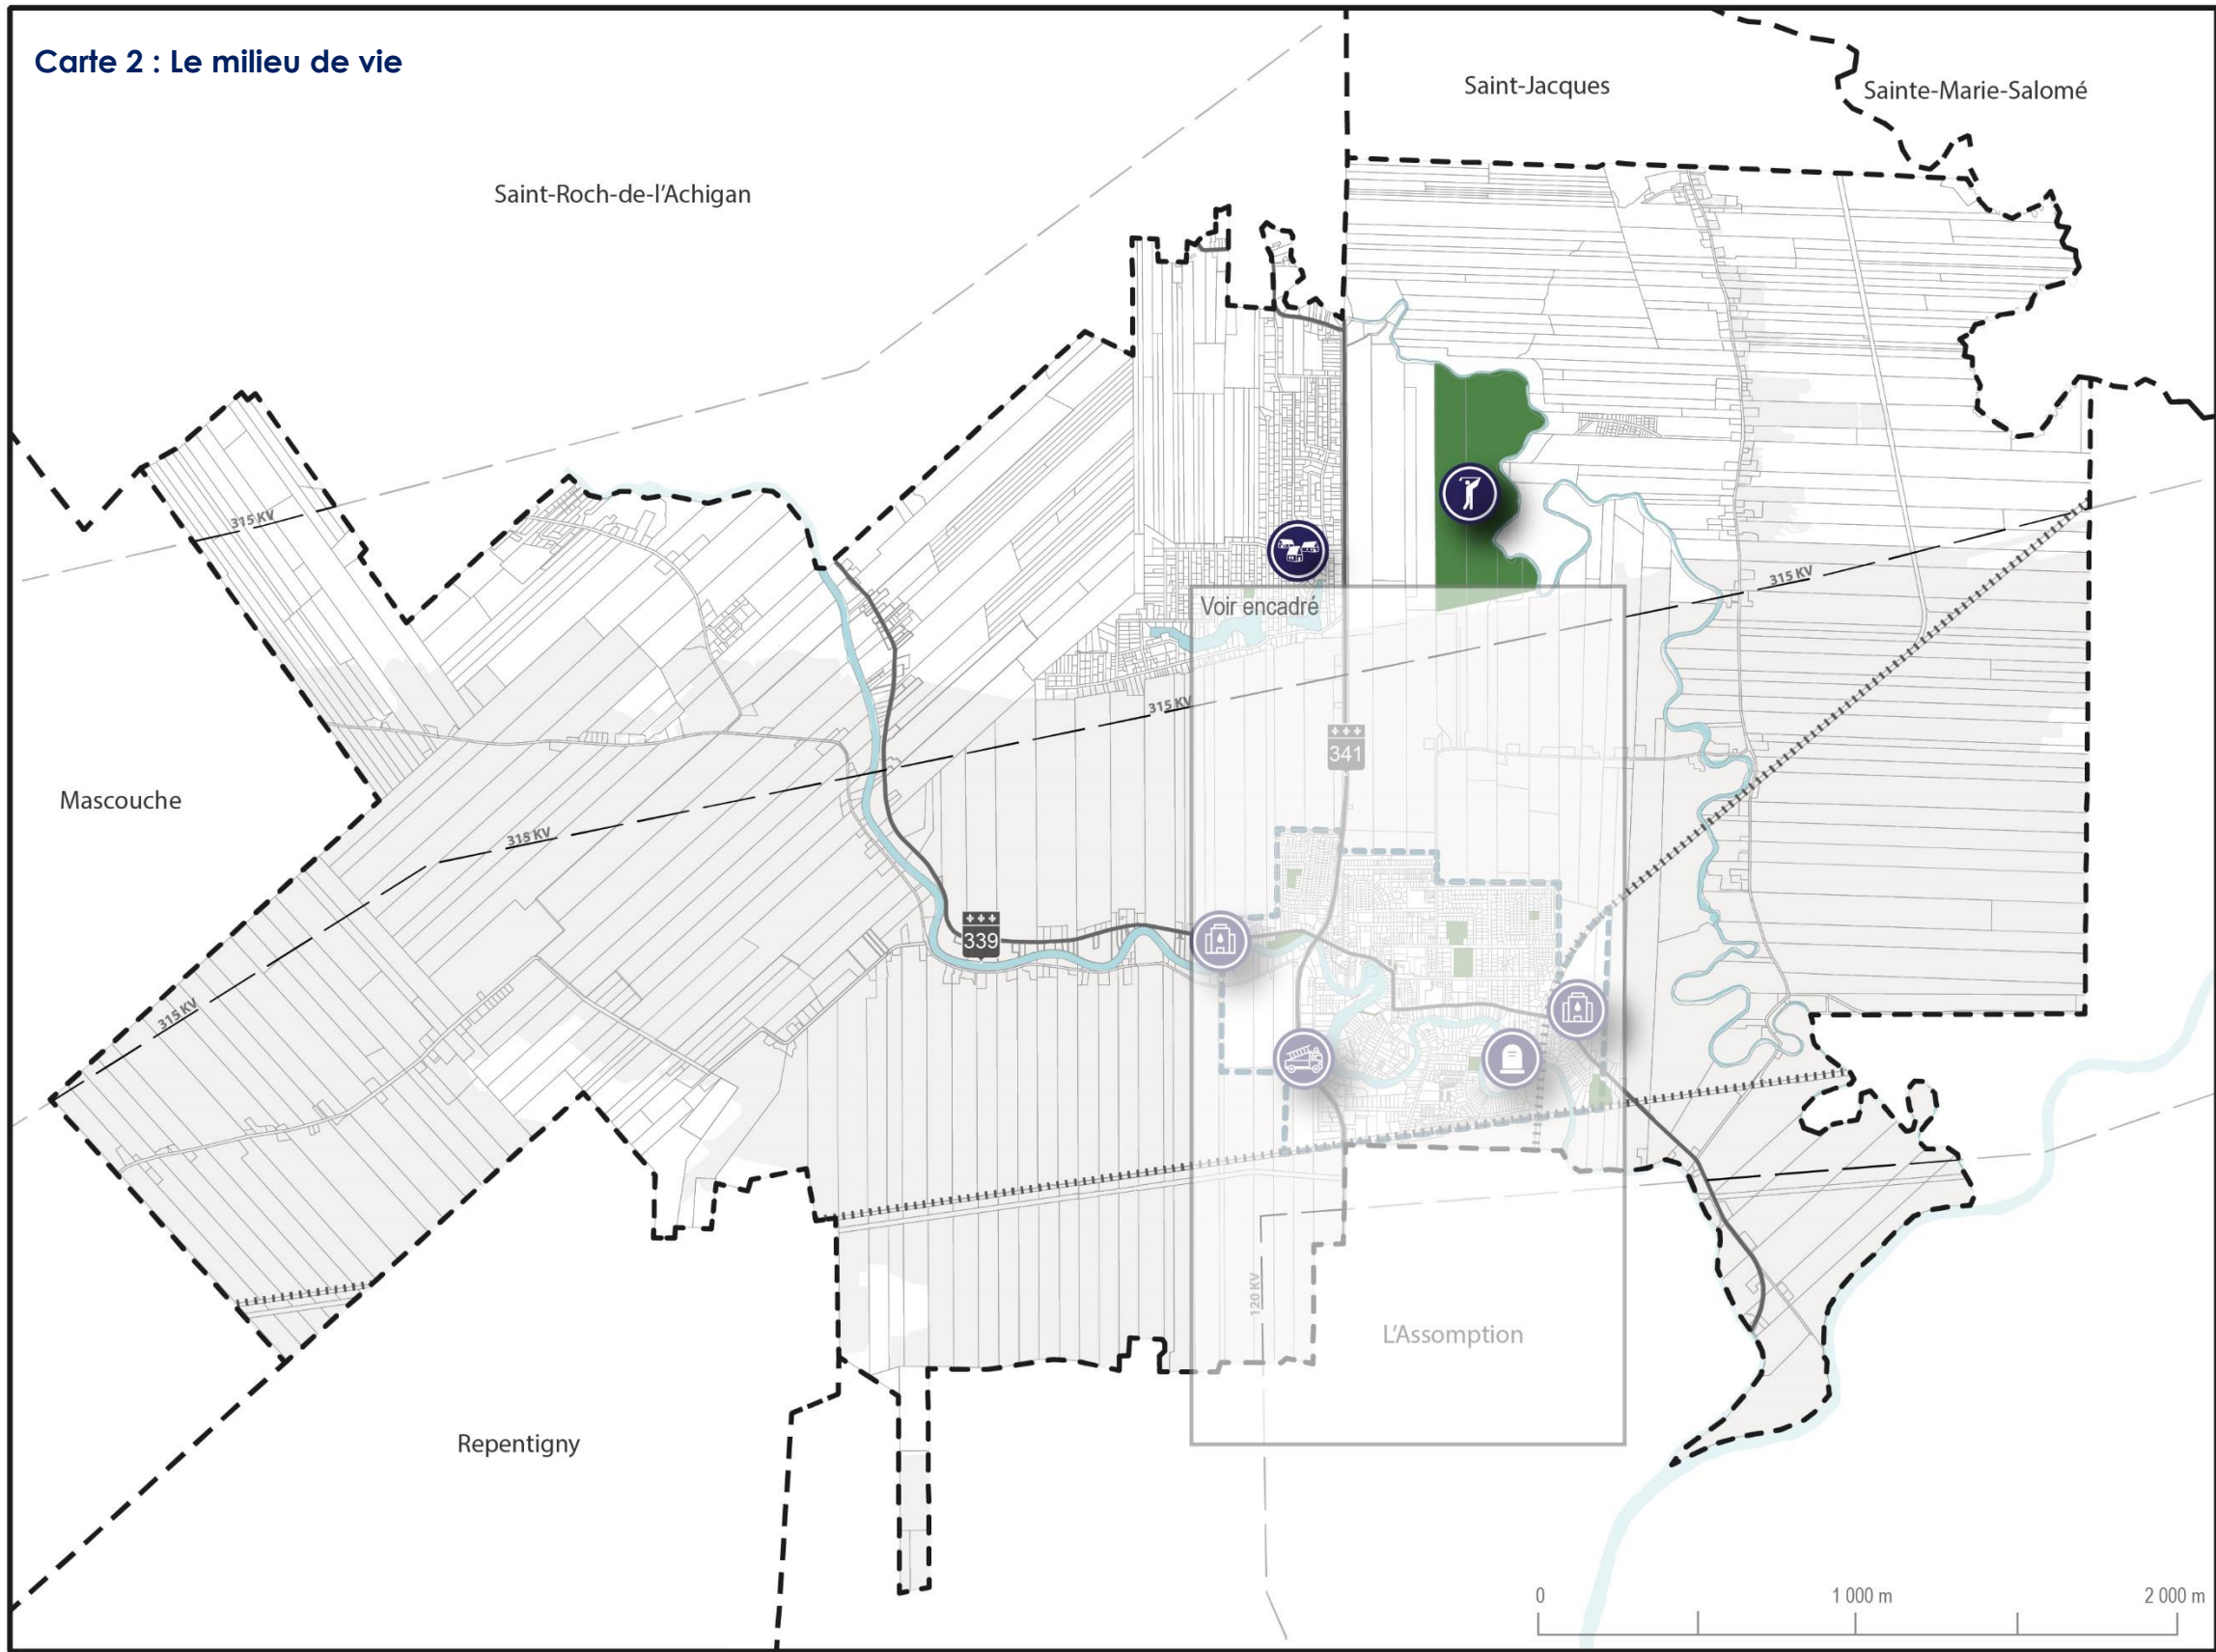 Carte 2 : Le milieu de vie
Saint-Jacques
Sainte-Marie-Salomé
Saint-Roch-de-l'Achigan
315 KV
315 KV
Voir encadré
315 KV
341
Mascouche
315 KV
339
315 KV
120 KV
L'Assomption
Repentigny
0
1 000 m
2 000 m